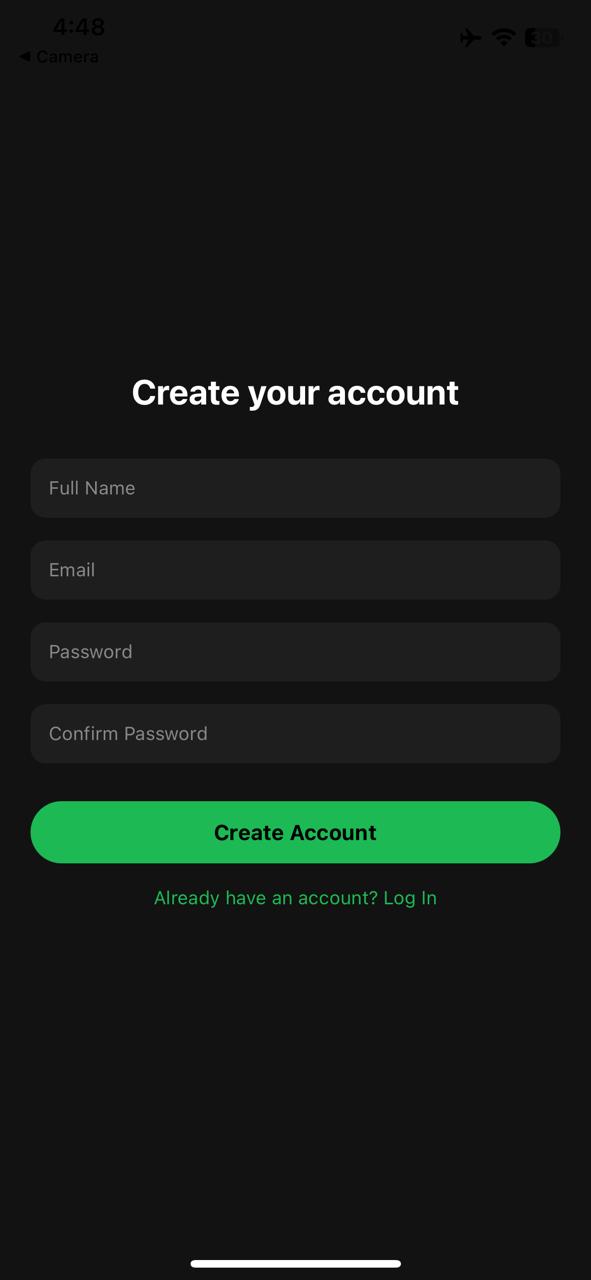 4:48
◀ Camera
30
Create your account
Full Name
Email
Password
Confirm Password
Create Account
Already have an account? Log In